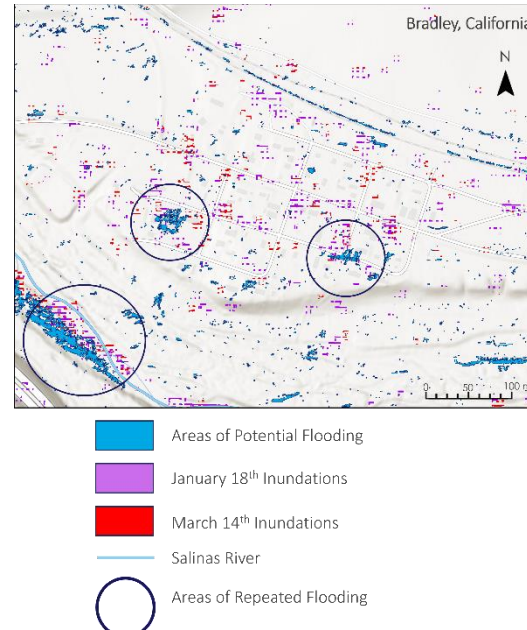 Bradley, California
N
0 50 100
Areas of Potential Flooding
January 18th Inundations
March 14th Inundations
Salinas River
Areas of Repeated Flooding